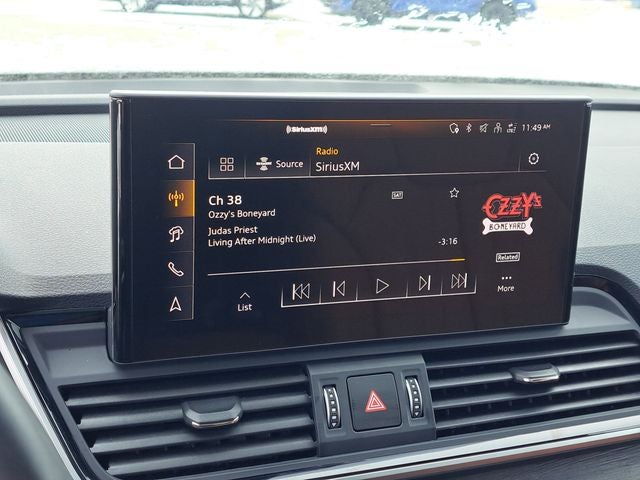 SiriusXM
LTE
11:49 AM
Source
Radio
SiriusXM
Ch 38
SAT
Ozzy's Boneyard
Judas Priest
Living After Midnight (Live)
-3:16
OZZY'S
BONEYARD
Related
List
More